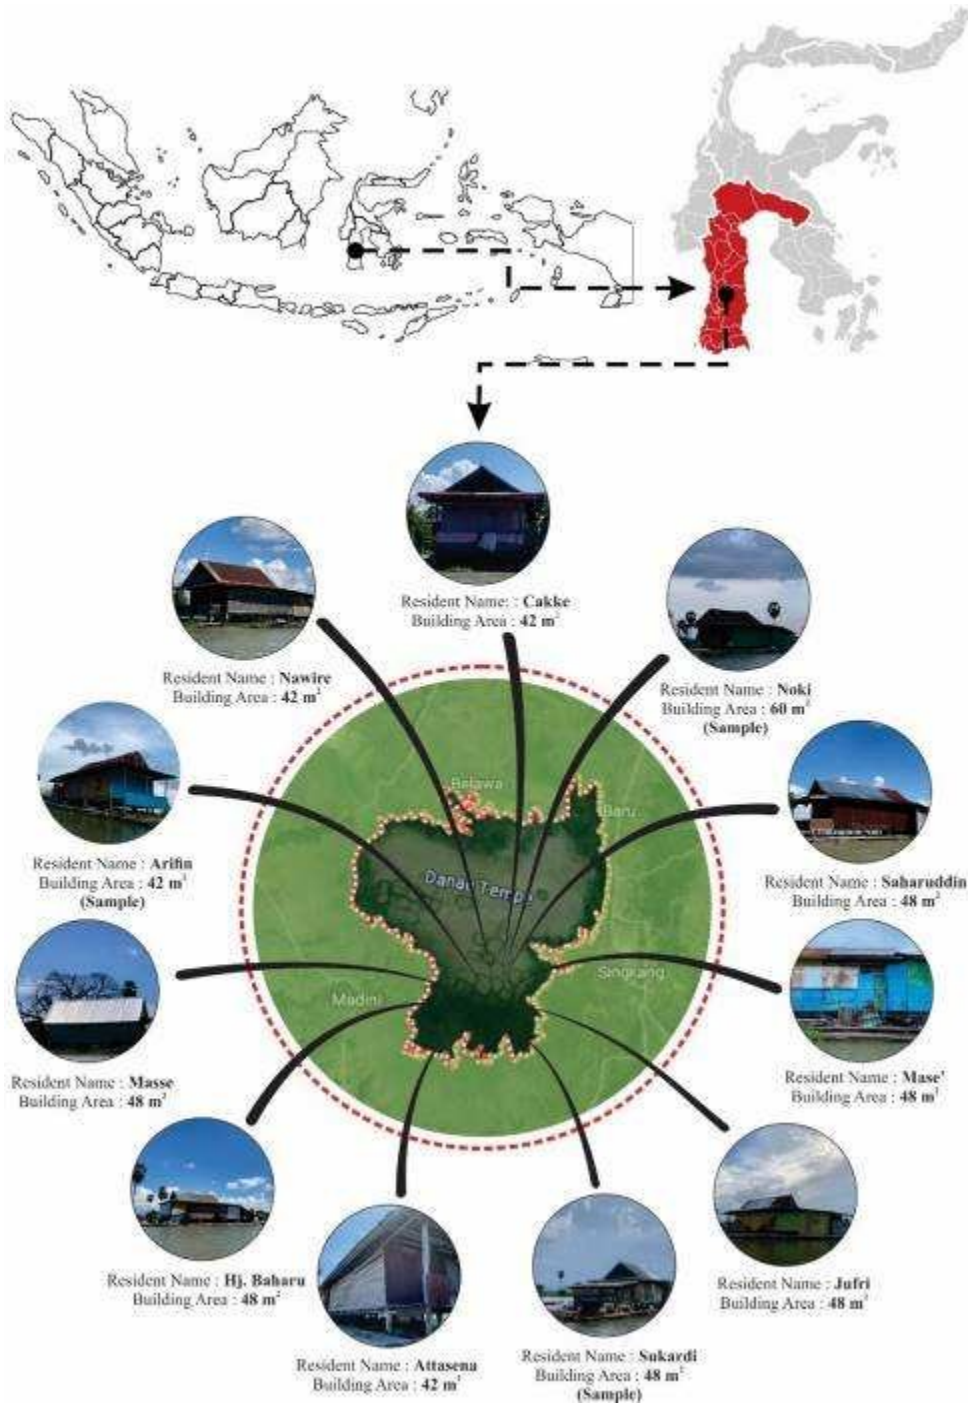 Resident Name: : Cakke
Building Area : 42 m²
Resident Name : Nawire
Building Area : 42 m²
Resident Name : Noki
Building Area : 60 m²
(Sample)
Resident Name : Arifin
Building Area : 42 m²
(Sample)
Resident Name : Saharuddin
Building Area : 48 m²
Belawa
Baru
Danau Tempe
Singkang
Madini
Resident Name : Masse
Building Area : 48 m²
Resident Name : Mase'
Building Area : 48 m²
Resident Name : Hj. Baharu
Building Area : 48 m²
Resident Name : Jufri
Building Area : 48 m²
Resident Name : Attasena
Building Area : 42 m²
Resident Name : Sukardi
Building Area : 48 m²
(Sample)